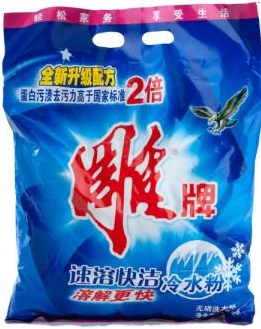 轻松家务 享受生活
全新升级配方
蛋白污渍去污力高于国家标准2倍
雕牌
速溶快洁冷水粉
溶解更快